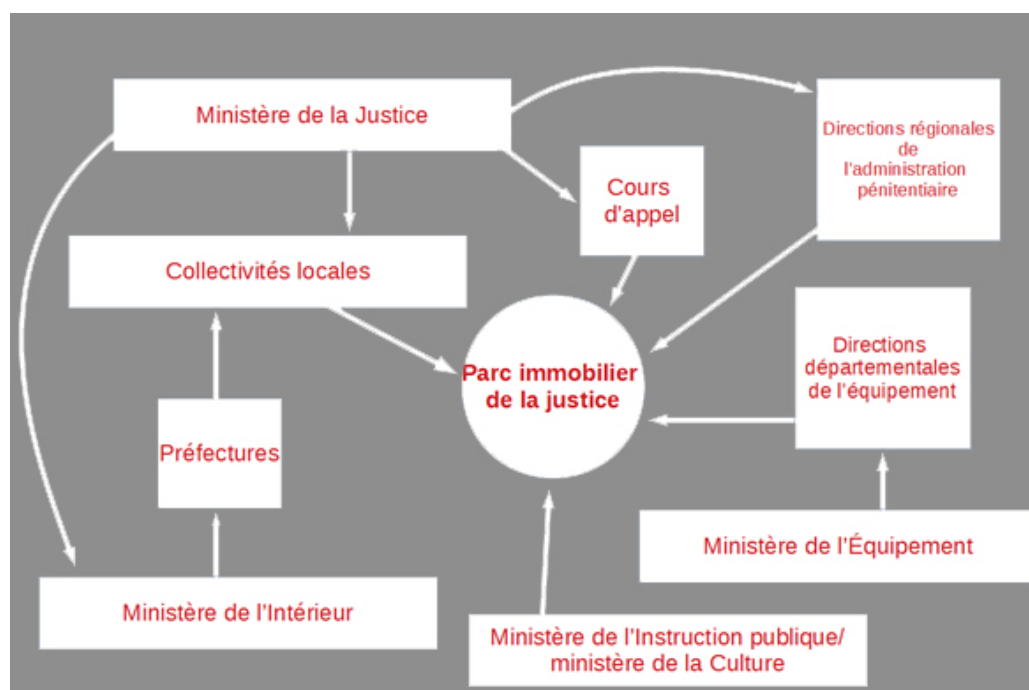 Ministère de la Justice
Directions régionales
de
l'administration
pénitentiaire
Cours
d'appel
Collectivités locales
Parc immobilier
de la justice
Directions
départementales
de l'équipement
Préfectures
Ministère de l'Équipement
Ministère de l'Intérieur
Ministère de l'Instruction publique/
ministère de la Culture